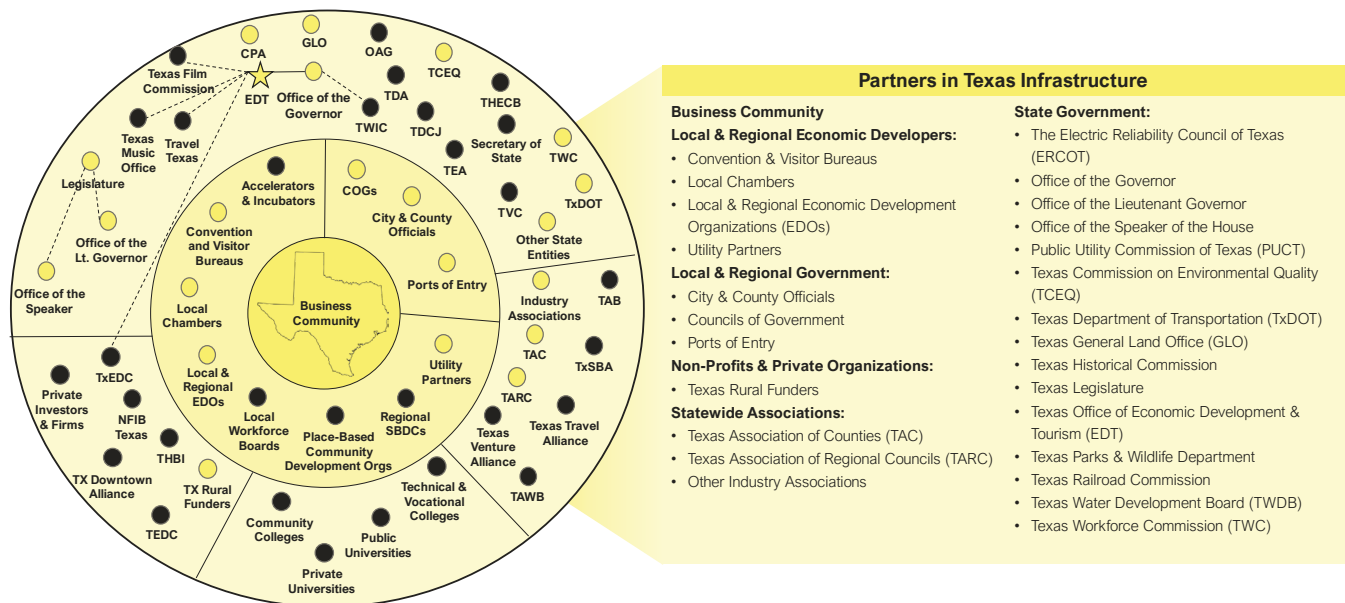 CPA
GLO
OAG
TCEQ
Texas Film
Commission
EDT
Office of the
Governor
TDA
THECB
TWIC
TDCJ
Secretary
of State
TWC
Texas
Music
Office
Travel
Texas
TEA
Legislature
TVC
TxDOT
Office of the
Lt. Governor
Other State
Entities
Office of the
Speaker
Accelerators
& Incubators
COGs
City & County
Officials
Convention
and Visitor
Bureaus
Ports of Entry
Local
Chambers
Business
Community
Utility
Partners
Local &
Regional
EDOs
Local
Workforce
Boards
Place-Based
Community
Development Orgs
Regional
SBDCs
Industry
Associations
TAB
TAC
TxSBA
TARC
Texas
Venture
Alliance
Texas Travel
Alliance
TAWB
TxEDC
Private
Investors
& Firms
NFIB
Texas
THBI
TX Downtown
Alliance
TX Rural
Funders
TEDC
Community
Colleges
Technical &
Vocational
Colleges
Public
Universities
Private
Universities
Partners in Texas Infrastructure
Business Community
Local & Regional Economic Developers:
• Convention & Visitor Bureaus
• Local Chambers
• Local & Regional Economic Development
Organizations (EDOs)
• Utility Partners
Local & Regional Government:
• City & County Officials
• Councils of Government
• Ports of Entry
Non-Profits & Private Organizations:
• Texas Rural Funders
Statewide Associations:
• Texas Association of Counties (TAC)
• Texas Association of Regional Councils (TARC)
• Other Industry Associations
State Government:
• The Electric Reliability Council of Texas
(ERCOT)
• Office of the Governor
• Office of the Lieutenant Governor
• Office of the Speaker of the House
• Public Utility Commission of Texas (PUCT)
• Texas Commission on Environmental Quality
(TCEQ)
• Texas Department of Transportation (TxDOT)
• Texas General Land Office (GLO)
• Texas Historical Commission
• Texas Legislature
• Texas Office of Economic Development &
Tourism (EDT)
• Texas Parks & Wildlife Department
• Texas Railroad Commission
• Texas Water Development Board (TWDB)
• Texas Workforce Commission (TWC)